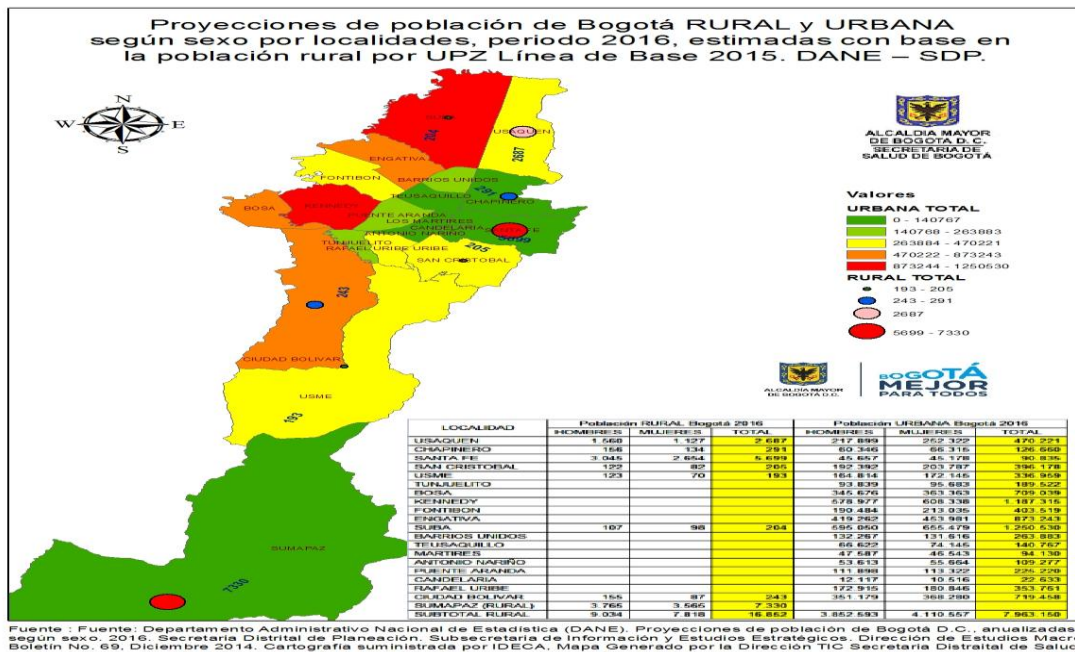 Proyecciones de población de Bogotá RURAL y URBANA
según sexo por localidades, periodo 2016, estimadas con base en
la población rural por UPZ Línea de Base 2015. DANE – SDP.
N
W E
S
ALCALDIA MAYOR
DE BOGOTA D. C.
SECRETARIA DE
SALUD DE BOGOTÁ
204
USAQUEN
2687
ENGATIVA
FONTIBON
BARRIOS UNIDOS
TEUSAQUILLO
291
CHAPINERO
BOSA
KENNEDY
PUENTE ARANDA
LOS MARTIRES
CANDELARIA
ANTONIO NARIÑO
5699
TUNJUELITO
RAFAEL URIBE URIBE
205
SAN CRISTOBAL
243
CIUDAD BOLIVAR
USME
193
SUMAPAZ
7330
Valores
URBANA TOTAL
0 - 140767
140768 - 263883
263884 - 470221
470222 - 873243
873244 - 1250530
RURAL TOTAL
193 - 205
243 - 291
2687
5699 - 7330
ALCALDIA MAYOR
DE BOGOTA D.C.
BOGOTÁ
MEJOR
PARA TODOS
LOCALIDAD Población RURAL Bogotá 2016 Población URBANA Bogotá 2016
HOMBRES MUJERES TOTAL HOMBRES MUJERES TOTAL
USAQUEN 1.560 1.127 2.687 217.899 252.322 470.221
CHAPINERO 156 134 291 60.346 66.315 126.660
SANTA FE 3.045 2.654 5.699 45.657 45.178 90.835
SAN CRISTOBAL 122 82 205 192.392 203.787 396.178
USME 123 70 193 164.814 172.145 336.959
TUNJUELITO 93.839 95.683 189.522
BOSA 345.676 363.363 709.039
KENNEDY 578.977 608.338 1.187.315
FONTIBON 190.484 213.035 403.519
ENGATIVA 419.262 453.981 873.243
SUBA 107 98 204 595.050 655.479 1.250.530
BARRIOS UNIDOS 132.267 131.616 263.883
TEUSAQUILLO 66.622 74.145 140.767
MARTIRES 47.587 46.543 94.130
ANTONIO NARIÑO 53.613 55.664 109.277
PUENTE ARANDA 111.898 113.322 225.220
CANDELARIA 12.117 10.516 22.633
RAFAEL URIBE 172.915 180.846 353.761
CIUDAD BOLIVAR 155 87 243 351.179 368.280 719.458
SUMAPAZ (RURAL) 3.765 3.565 7.330
SUBTOTAL RURAL 9.034 7.818 16.852 3.852.593 4.110.557 7.963.150
Fuente : Fuente: Departamento Administrativo Nacional de Estadística (DANE). Proyecciones de población de Bogotá D.C., anualizadas
según sexo. 2016. Secretaria Distrital de Planeación. Subsecretaria de Información y Estudios Estratégicos. Dirección de Estudios Macro
Boletín No. 69, Diciembre 2014. Cartografía suministrada por IDECA, Mapa Generado por la Dirección TIC Secretaria Distraital de Salud